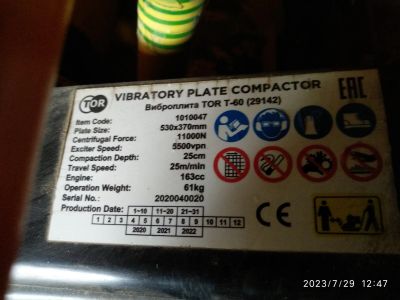 TOR
VIBRATORY PLATE COMPACTOR
Виброплита TOR T-60 (29142)
EAC
Item Code: 1010047
Plate Size: 530x370mm
Centrifugal Force: 11000N
Exciter Speed: 5500vpn
Compaction Depth: 25cm
Travel Speed: 25m/min
Engine: 163cc
Operation Weight: 61kg
Serial No.: 2020040020
Production Date: 1~10 11~20 21~31
1 2 3 4 5 6 7 8 9 10 11 12
2020 2021 2022
CE
2023/7/29 12:47